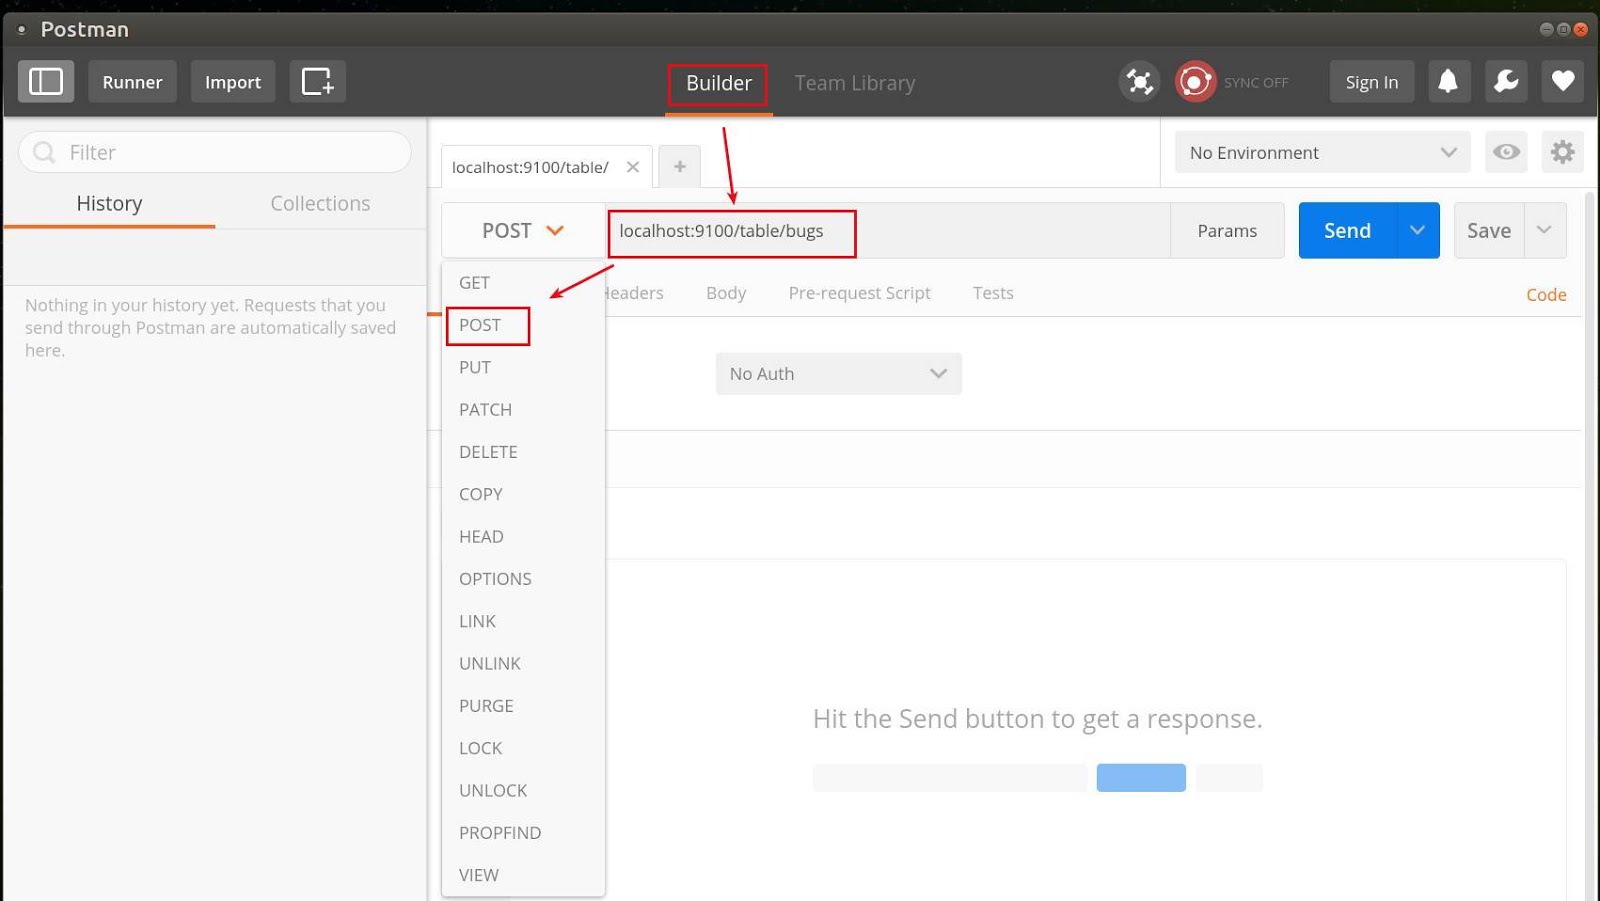 Postman
Runner
Import
Builder
Team Library
SYNC OFF
Sign In
Filter
History
Collections
Nothing in your history yet. Requests that you
send through Postman are automatically saved
here.
localhost:9100/table/
No Environment
POST
localhost:9100/table/bugs
Params
Send
Save
Headers
Body
Pre-request Script
Tests
Code
GET
POST
PUT
PATCH
DELETE
COPY
HEAD
OPTIONS
LINK
UNLINK
PURGE
LOCK
UNLOCK
PROPFIND
VIEW
No Auth
Hit the Send button to get a response.